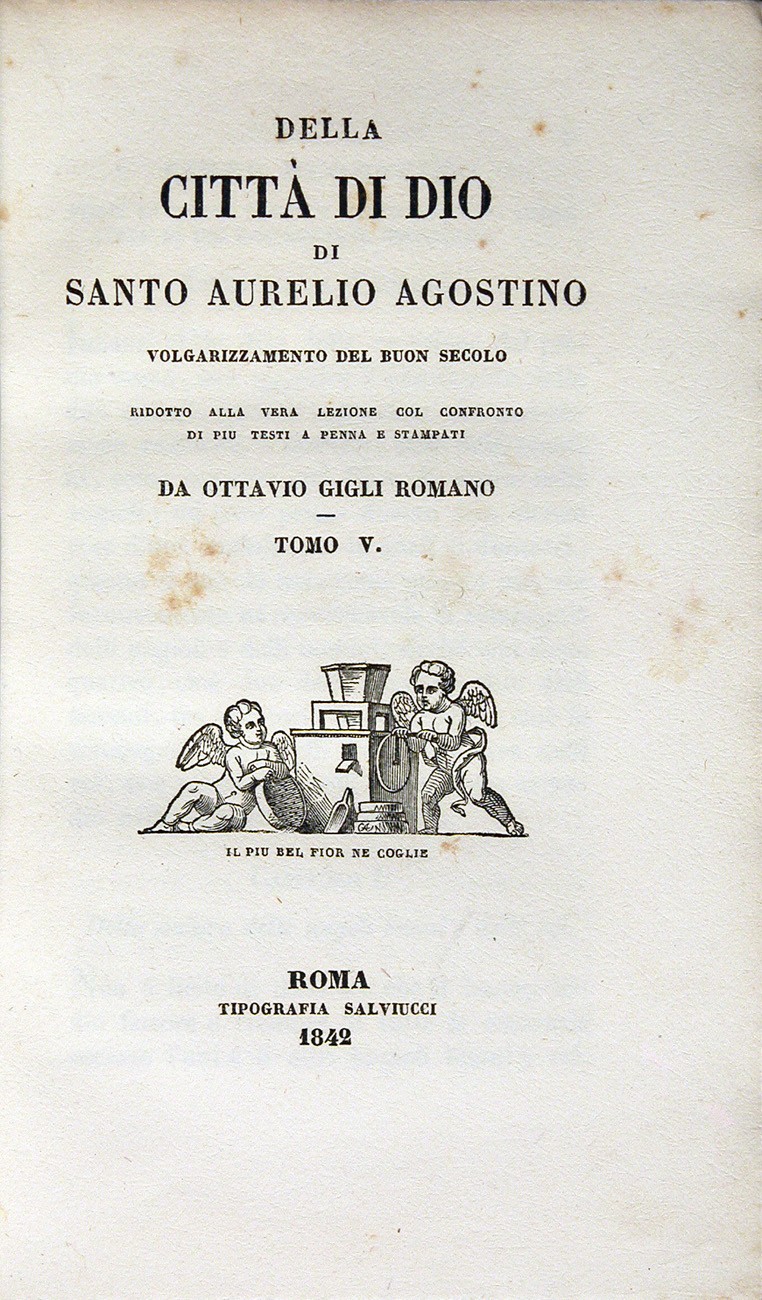 DELLA
CITTÀ DI DIO
DI
SANTO AURELIO AGOSTINO
VOLGARIZZAMENTO DEL BUON SECOLO
RIDOTTO ALLA VERA LEZIONE COL CONFRONTO
DI PIU TESTI A PENNA E STAMPATI
DA OTTAVIO GIGLI ROMANO
TOMO V.
IL PIU BEL FIOR NE COGLIE
ROMA
TIPOGRAFIA SALVIUCCI
1842